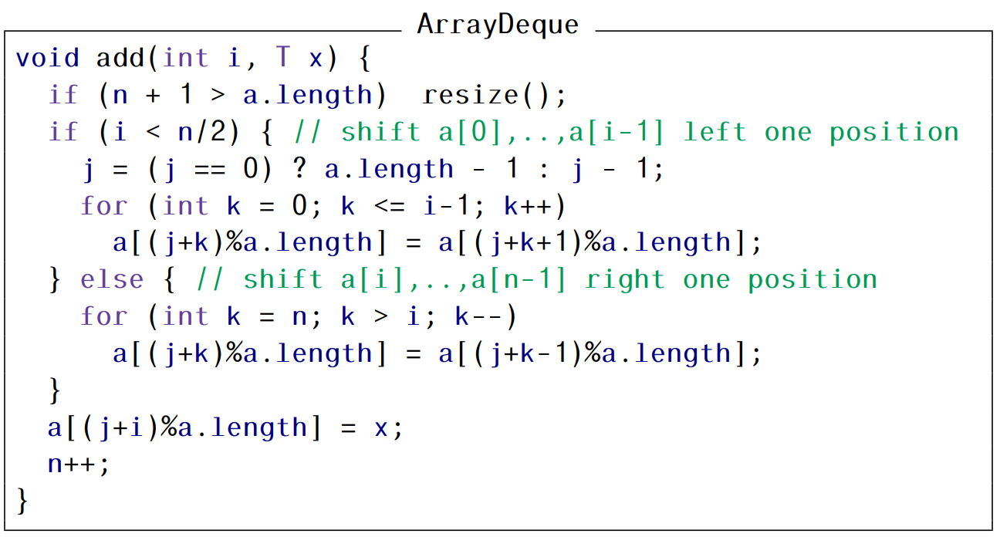 ArrayDeque
void add(int i, T x) {
  if (n + 1 > a.length)  resize();
  if (i < n/2) { // shift a[0],..,a[i-1] left one position
    j = (j == 0) ? a.length - 1 : j - 1;
    for (int k = 0; k <= i-1; k++)
      a[(j+k)%a.length] = a[(j+k+1)%a.length];
  } else { // shift a[i],..,a[n-1] right one position
    for (int k = n; k > i; k--)
      a[(j+k)%a.length] = a[(j+k-1)%a.length];
  }
  a[(j+i)%a.length] = x;
  n++;
}